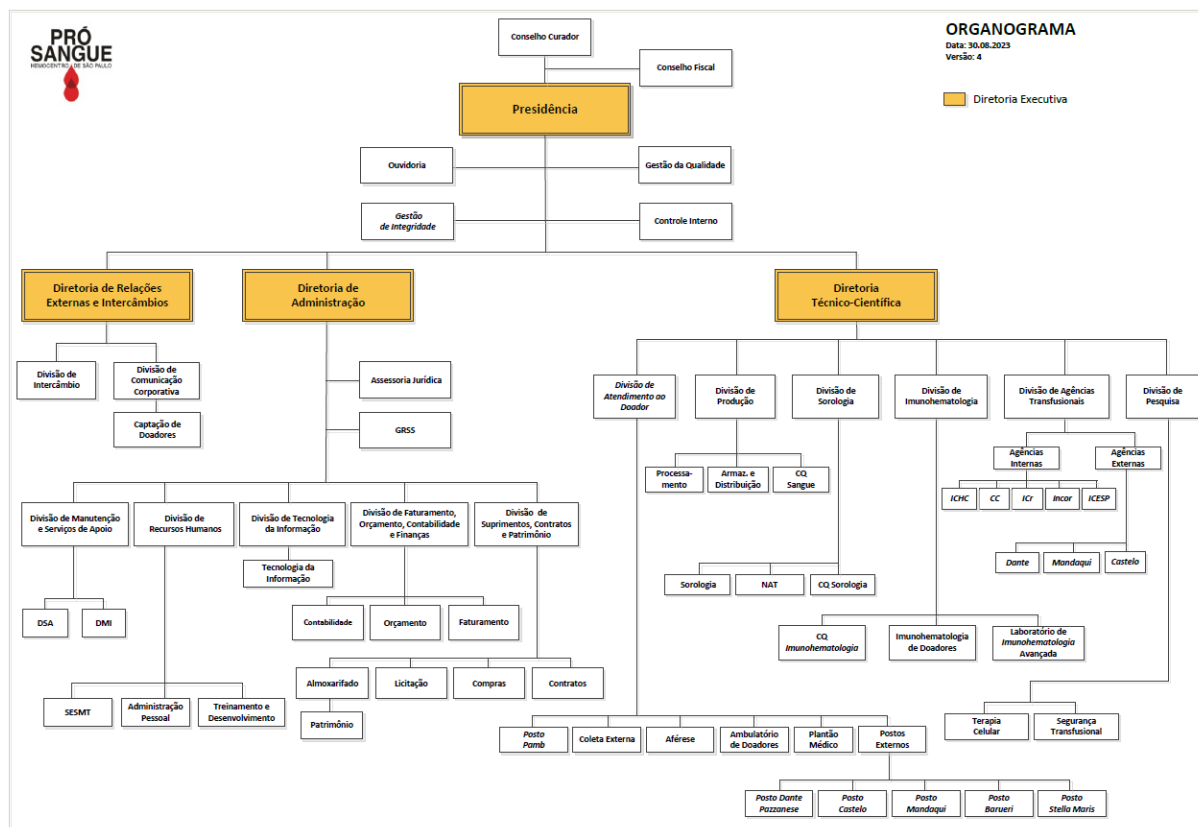 PRÓ
SANGUE
HEMOCENTRO DE SÃO PAULO
ORGANOGRAMA
Data: 30.08.2023
Versão: 4
Diretoria Executiva
Conselho Curador
Conselho Fiscal
Presidência
Ouvidoria
Gestão da Qualidade
Gestão
de Integridade
Controle Interno
Diretoria de Relações
Externas e Intercâmbios
Diretoria de
Administração
Diretoria
Técnico-Científica
Divisão de
Intercâmbio
Divisão de
Comunicação
Corporativa
Captação de
Doadores
Assessoria Jurídica
GRSS
Divisão de Manutenção
e Serviços de Apoio
Divisão de
Recursos Humanos
Divisão de Tecnologia
da Informação
Divisão de Faturamento,
Orçamento, Contabilidade
e Finanças
Divisão de
Suprimentos, Contratos
e Patrimônio
Tecnologia da
Informação
DSA
DMI
Contabilidade
Orçamento
Faturamento
Almoxarifado
Licitação
Compras
Contratos
Patrimônio
SESMT
Administração
Pessoal
Treinamento e
Desenvolvimento
Divisão de
Atendimento ao
Doador
Divisão de
Produção
Divisão de
Sorologia
Divisão de
Imunohematologia
Divisão de Agências
Transfusionais
Divisão de
Pesquisa
Processa-
mento
Armaz. e
Distribuição
CQ
Sangue
Agências
Internas
Agências
Externas
ICHC
CC
ICr
Incor
ICESP
Dante
Mandaqui
Castelo
Sorologia
NAT
CQ Sorologia
CQ
Imunohematologia
Imunohematologia
de Doadores
Laboratório de
Imunohematologia
Avançada
Terapia
Celular
Segurança
Transfusional
Posto
Pamb
Coleta Externa
Aférese
Ambulatório
de Doadores
Plantão
Médico
Postos
Externos
Posto Dante
Pazzanese
Posto
Castelo
Posto
Mandaqui
Posto
Barueri
Posto
Stella Maris